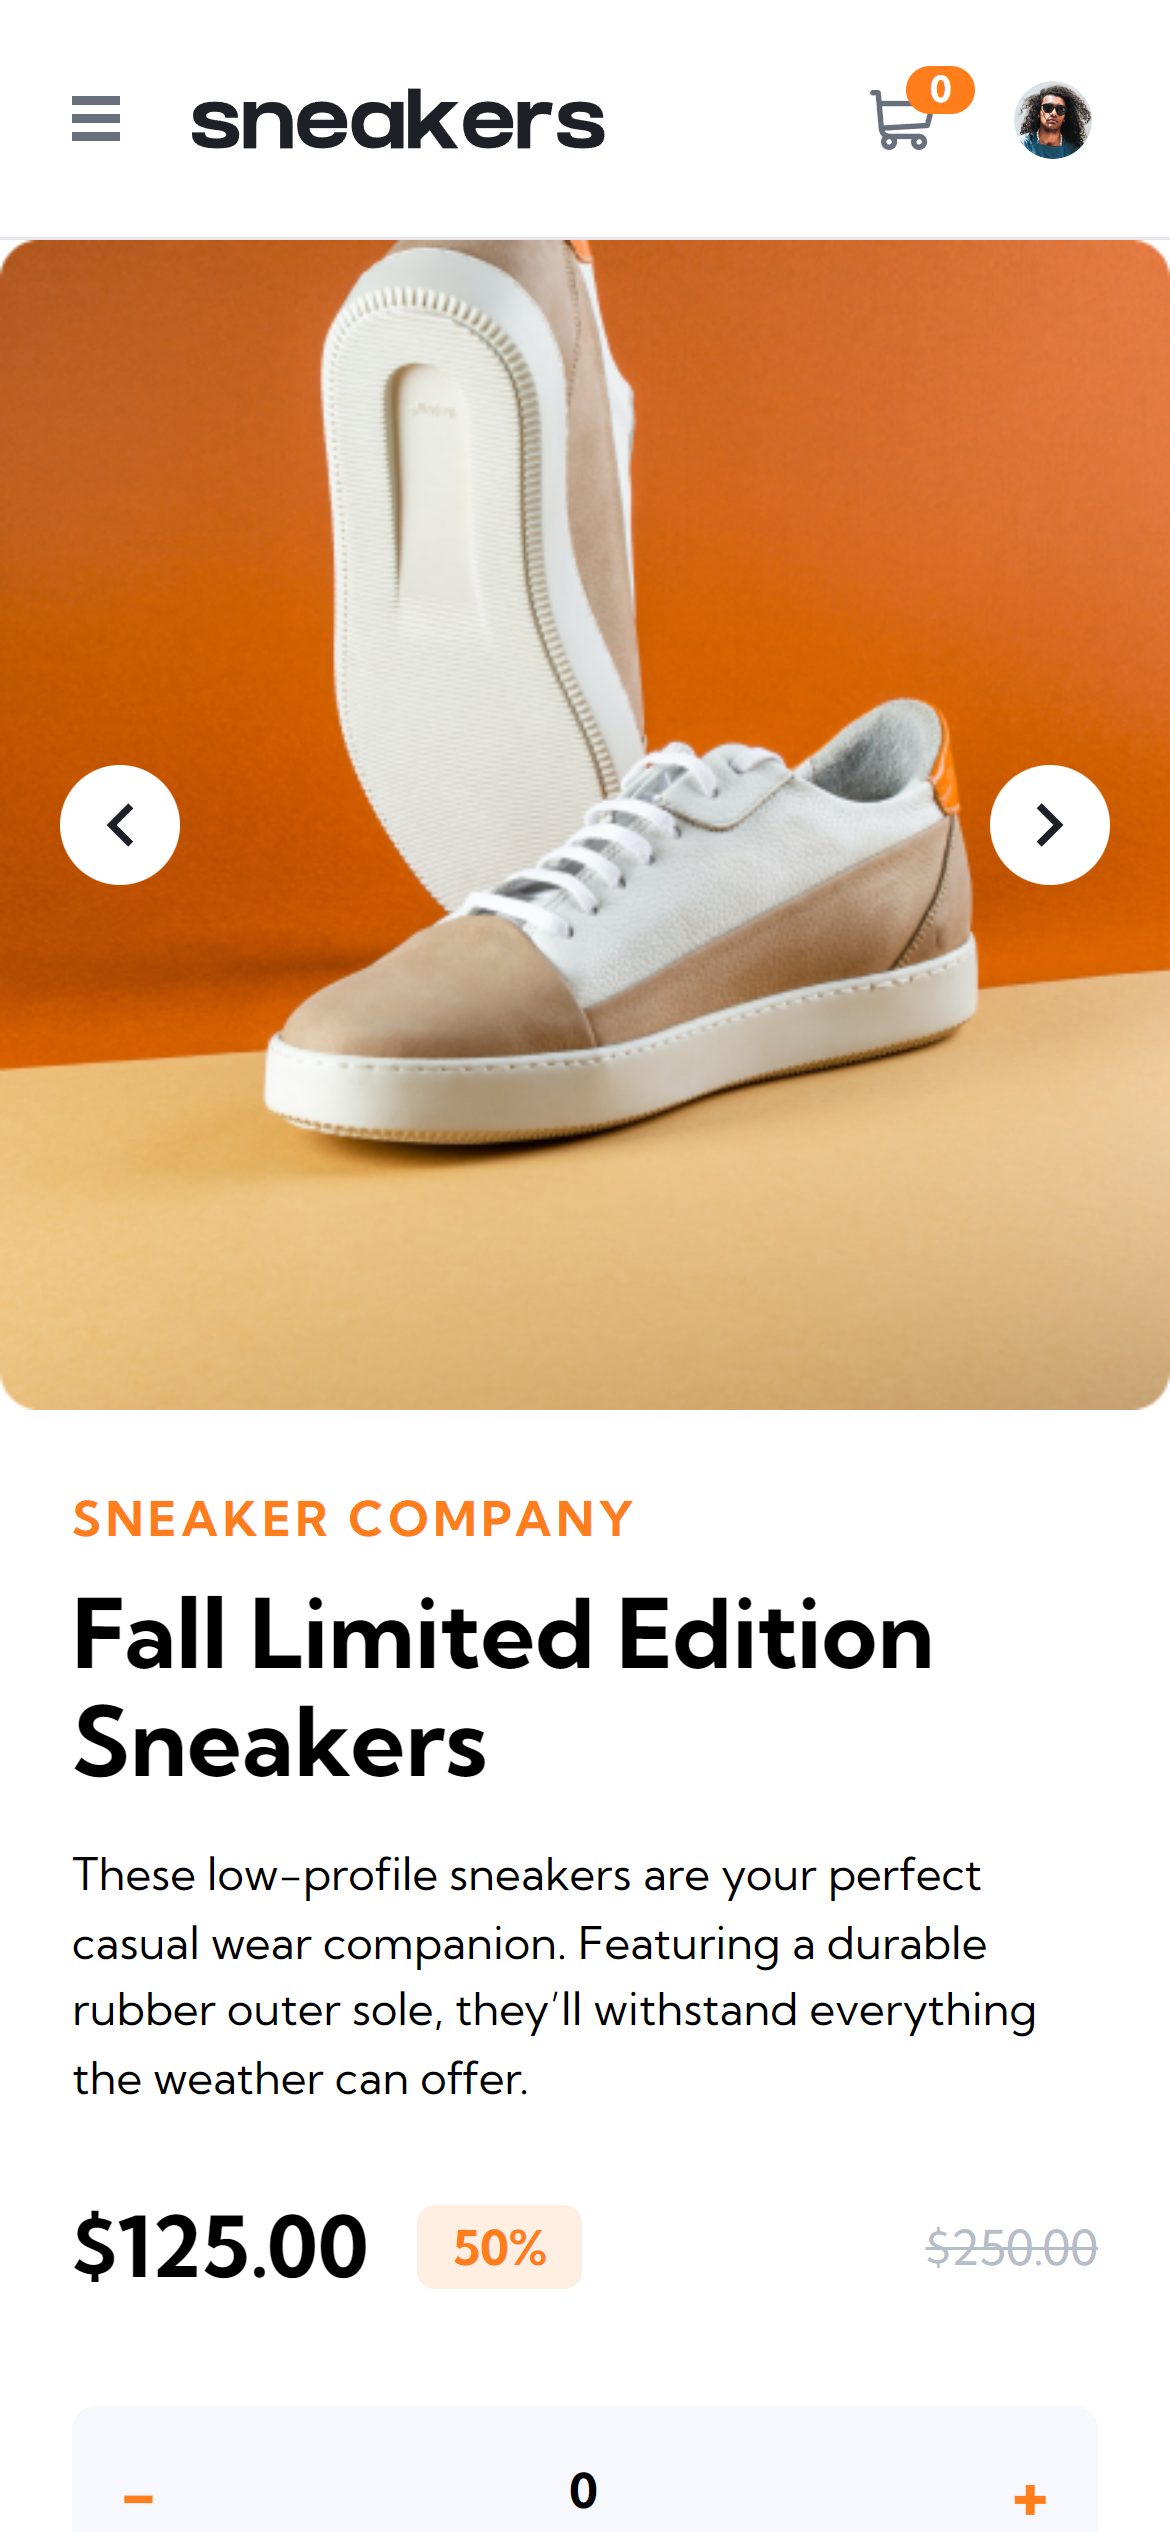 sneakers
0
SNEAKER COMPANY
Fall Limited Edition
Sneakers
These low-profile sneakers are your perfect
casual wear companion. Featuring a durable
rubber outer sole, they’ll withstand everything
the weather can offer.
$125.00 50% $250.00
− 0 +